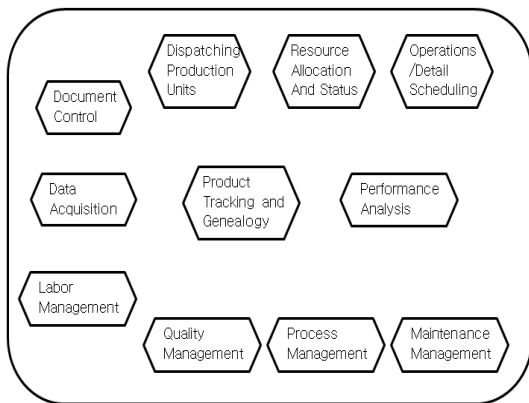 Dispatching
Production
Units
Resource
Allocation
And Status
Operations
/Detail
Scheduling
Document
Control
Data
Acquisition
Product
Tracking and
Genealogy
Performance
Analysis
Labor
Management
Quality
Management
Process
Management
Maintenance
Management